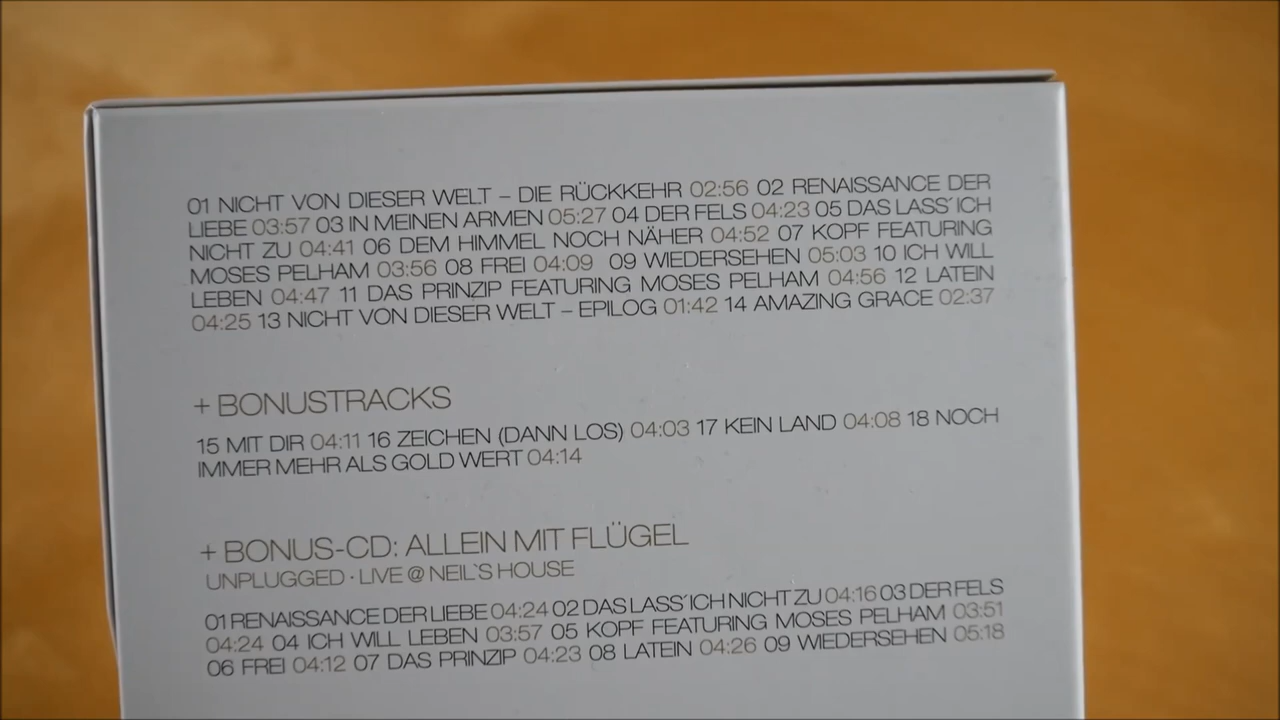 01 NICHT VON DIESER WELT – DIE RÜCKKEHR 02:56 02 RENAISSANCE DER
LIEBE 03:57 03 IN MEINEN ARMEN 05:27 04 DER FELS 04:23 05 DAS LASS´ ICH
NICHT ZU 04:41 06 DEM HIMMEL NOCH NÄHER 04:52 07 KOPF FEATURING
MOSES PELHAM 03:56 08 FREI 04:09 09 WIEDERSEHEN 05:03 10 ICH WILL
LEBEN 04:47 11 DAS PRINZIP FEATURING MOSES PELHAM 04:56 12 LATEIN
04:25 13 NICHT VON DIESER WELT – EPILOG 01:42 14 AMAZING GRACE 02:37
+ BONUSTRACKS
15 MIT DIR 04:11 16 ZEICHEN (DANN LOS) 04:03 17 KEIN LAND 04:08 18 NOCH
IMMER MEHR ALS GOLD WERT 04:14
+ BONUS-CD: ALLEIN MIT FLÜGEL
UNPLUGGED · LIVE @ NEIL`S HOUSE
01 RENAISSANCE DER LIEBE 04:24 02 DAS LASS´ ICH NICHT ZU 04:16 03 DER FELS
04:24 04 ICH WILL LEBEN 03:57 05 KOPF FEATURING MOSES PELHAM 03:51
06 FREI 04:12 07 DAS PRINZIP 04:23 08 LATEIN 04:26 09 WIEDERSEHEN 05:18